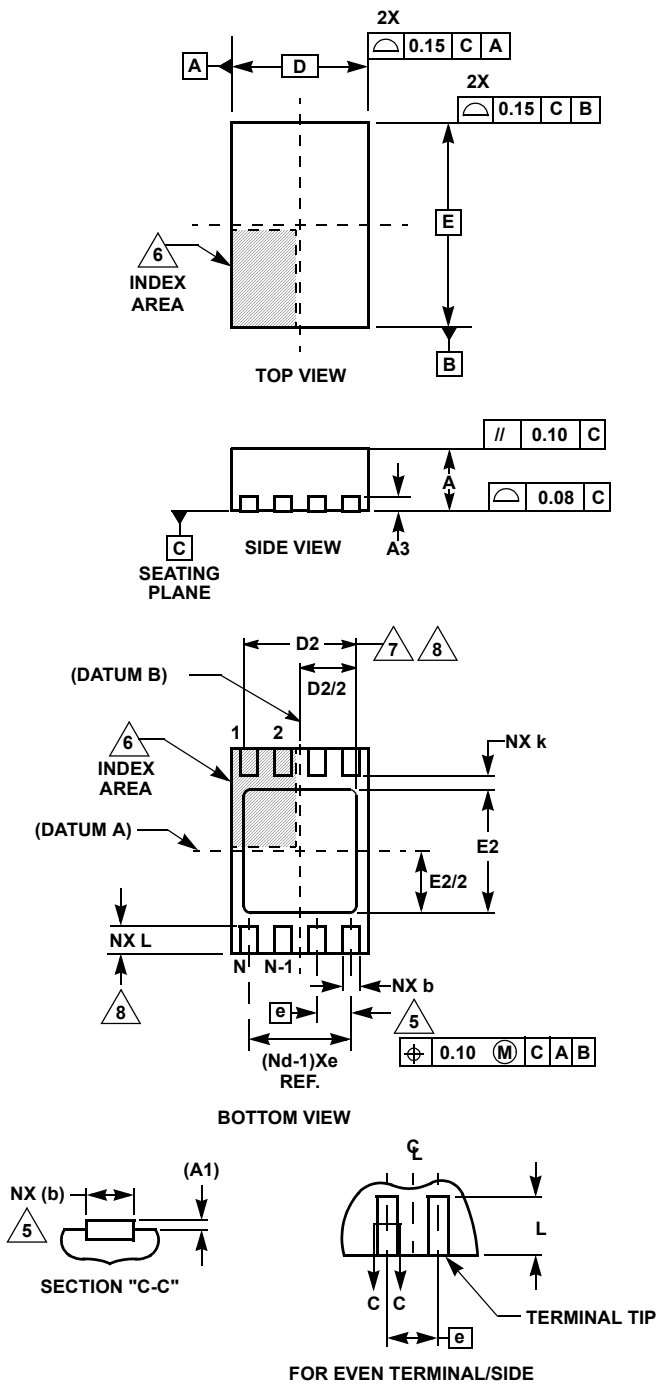 2X
⌓ 0.15 C A
A
D
2X
⌓ 0.15 C B
E
6
INDEX
AREA
B
TOP VIEW
// 0.10 C
A
⌓ 0.08 C
C
SIDE VIEW
A3
SEATING
PLANE
D2
7 8
(DATUM B)
D2/2
1 2
6
INDEX
AREA
NX k
(DATUM A)
E2
E2/2
NX L
N N-1
NX b
8
e
5
(Nd-1)Xe
REF.
⌖ 0.10 Ⓜ C A B
BOTTOM VIEW
(A1)
NX (b)
5
SECTION "C-C"
℄
L
C C
TERMINAL TIP
e
FOR EVEN TERMINAL/SIDE